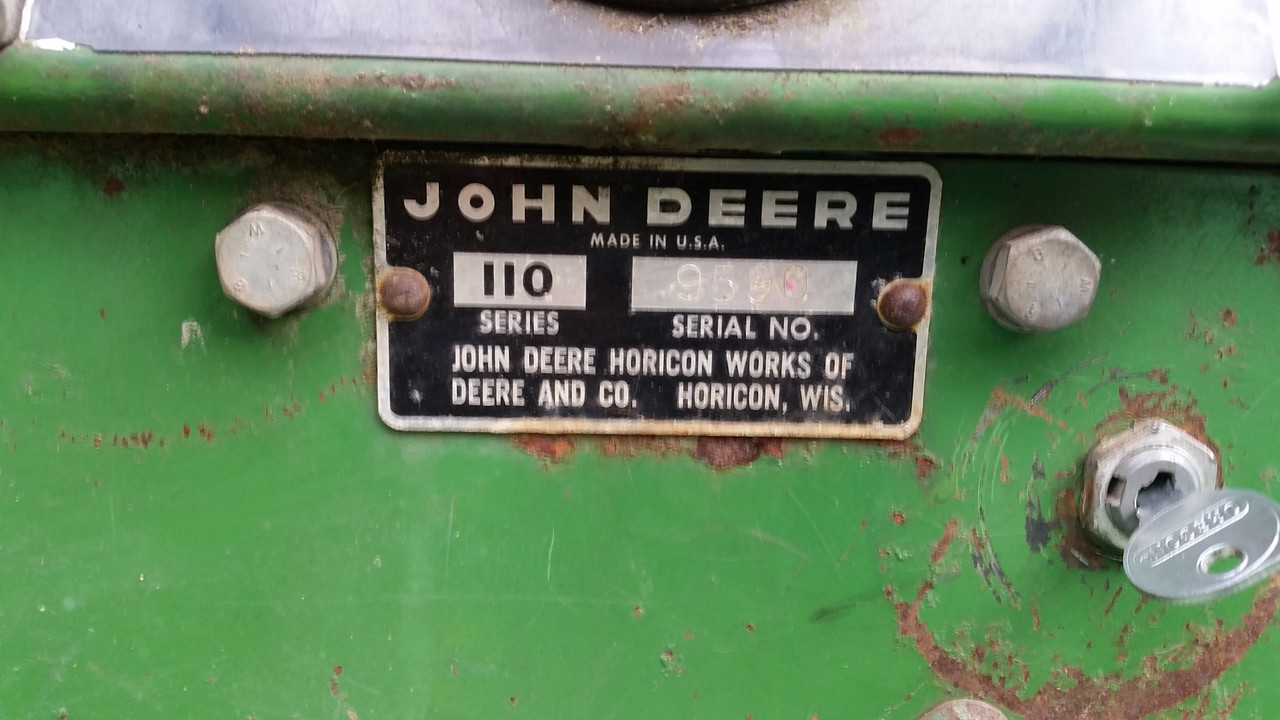 JOHN DEERE
MADE IN U.S.A.
110
SERIES SERIAL NO.
JOHN DEERE HORICON WORKS OF
DEERE AND CO. HORICON, WIS.